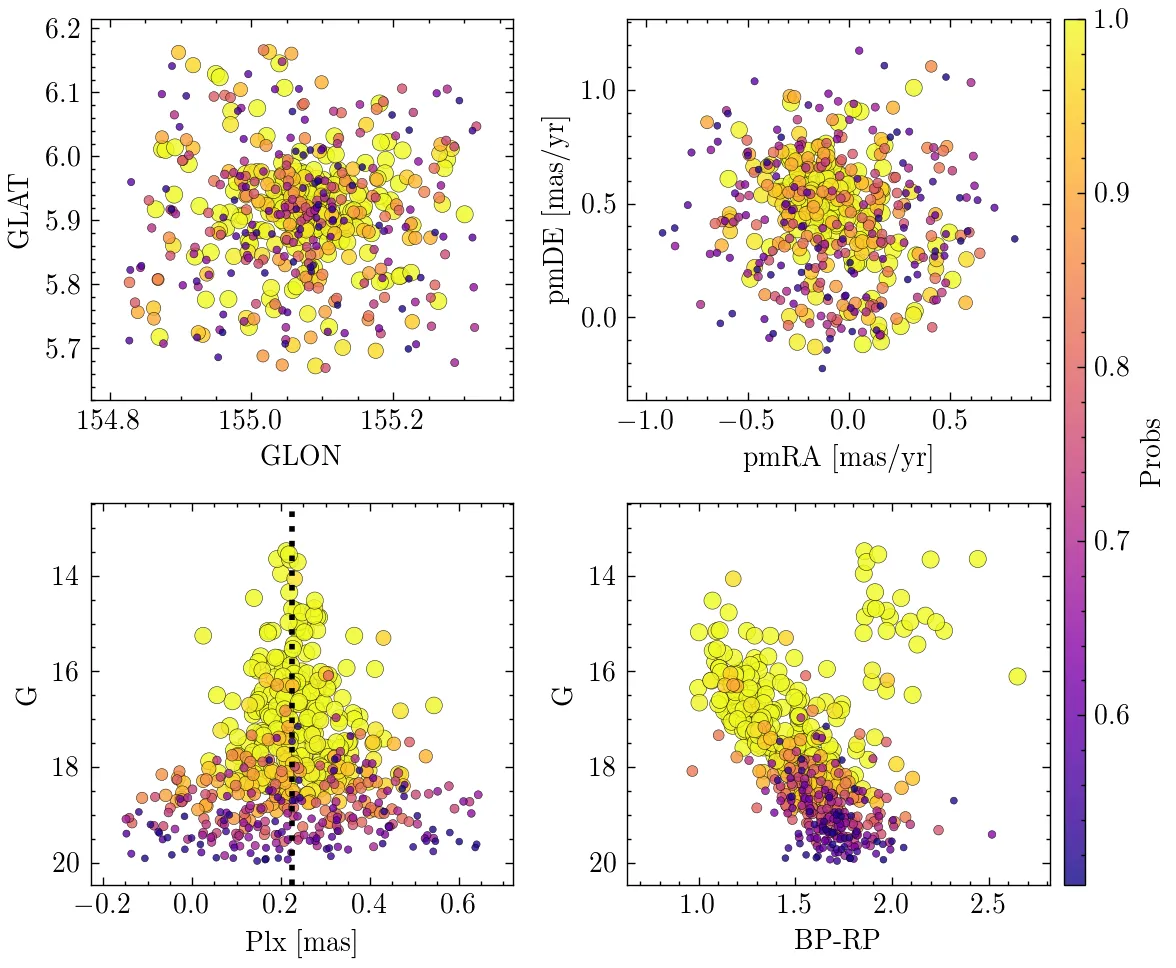 6.2
6.1
6.0
5.9
5.8
5.7
GLAT
154.8 155.0 155.2
GLON
1.0
0.5
0.0
pmDE [mas/yr]
−1.0 −0.5 0.0 0.5
pmRA [mas/yr]
14
16
18
20
G
−0.2 0.0 0.2 0.4 0.6
Plx [mas]
14
16
18
20
G
1.0 1.5 2.0 2.5
BP-RP
1.0
0.9
0.8
0.7
0.6
Probs